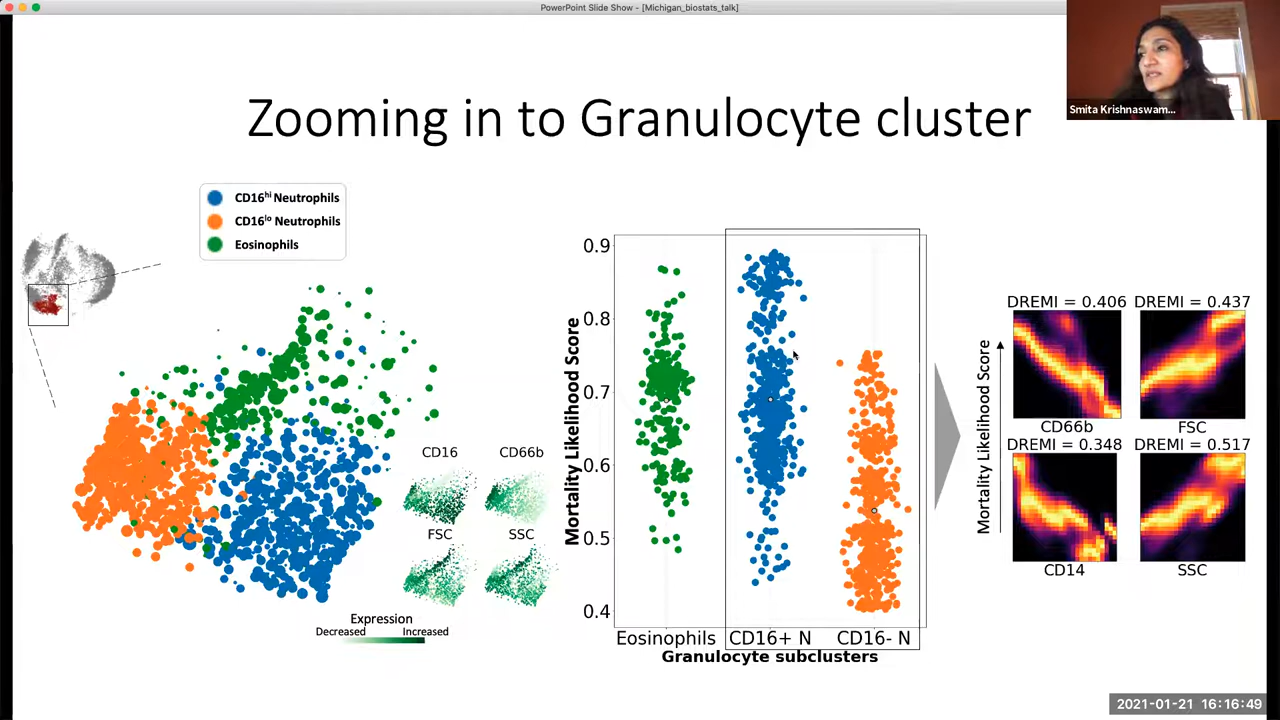 PowerPoint Slide Show - [Michigan_biostats_talk]
Smita Krishnaswam...
Zooming in to Granulocyte cluster
CD16hi Neutrophils
CD16lo Neutrophils
Eosinophils
CD16
CD66b
FSC
SSC
Expression
Decreased
Increased
Mortality Likelihood Score
0.9
0.8
0.7
0.6
0.5
0.4
Eosinophils
CD16+ N
CD16- N
Granulocyte subclusters
Mortality Likelihood Score
DREMI = 0.406
DREMI = 0.437
CD66b
FSC
DREMI = 0.348
DREMI = 0.517
CD14
SSC
2021-01-21 16:16:49